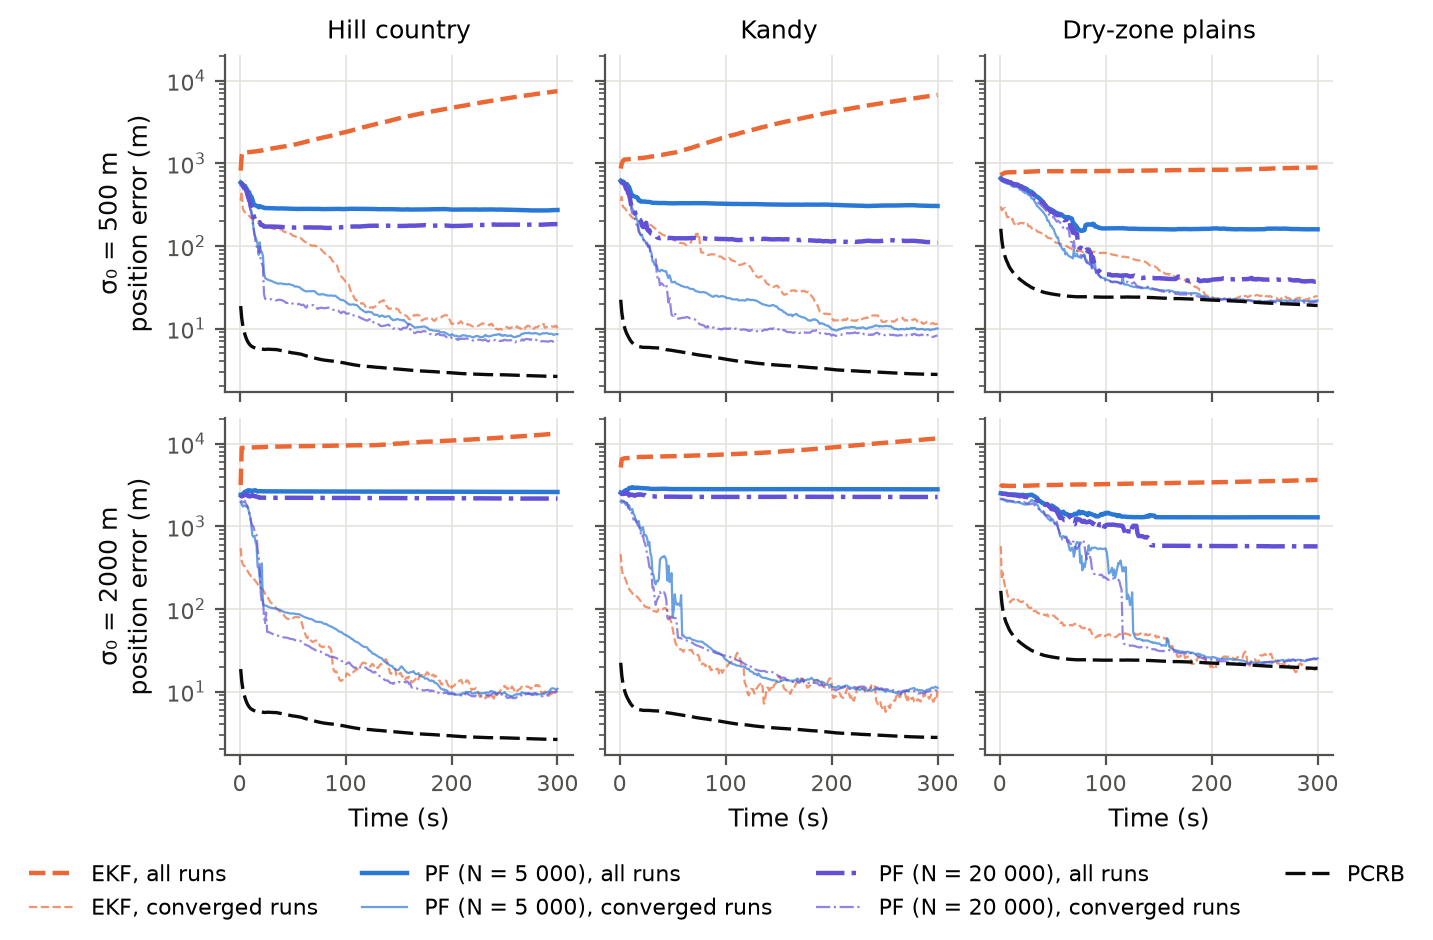 Hill country
Kandy
Dry-zone plains
σ₀ = 500 m
position error (m)
10⁴
10³
10²
10¹
σ₀ = 2000 m
position error (m)
10⁴
10³
10²
10¹
0 100 200 300
0 100 200 300
0 100 200 300
Time (s)
Time (s)
Time (s)
EKF, all runs
PF (N = 5 000), all runs
PF (N = 20 000), all runs
PCRB
EKF, converged runs
PF (N = 5 000), converged runs
PF (N = 20 000), converged runs